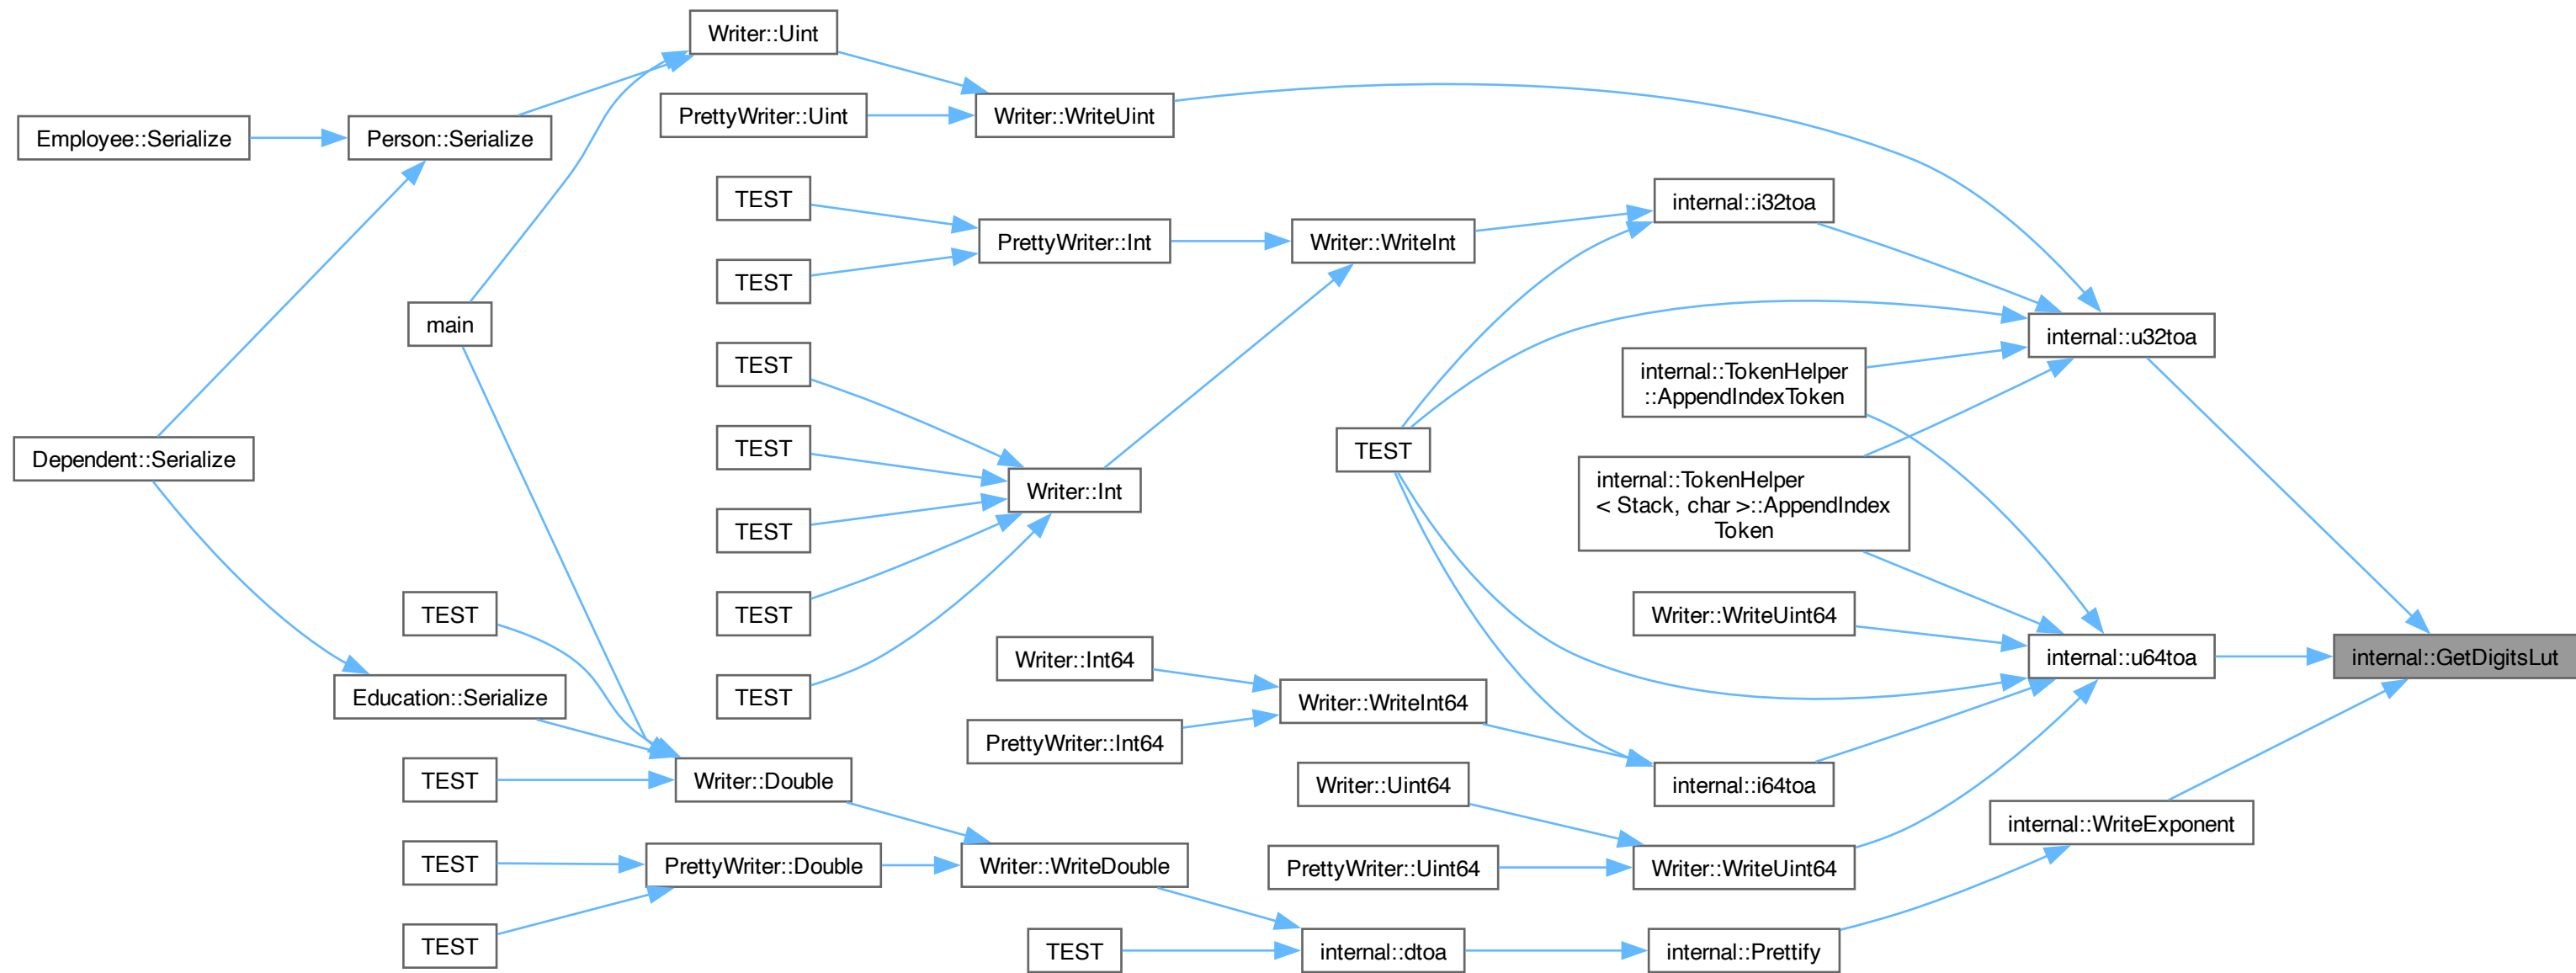 Writer::Uint
PrettyWriter::Uint
Writer::WriteUint
Employee::Serialize
Person::Serialize
TEST
internal::i32toa
PrettyWriter::Int
Writer::WriteInt
TEST
main
internal::u32toa
TEST
internal::TokenHelper
::AppendIndexToken
TEST
TEST
Dependent::Serialize
Writer::Int
internal::TokenHelper
< Stack, char >::AppendIndex
Token
TEST
TEST
TEST
Writer::WriteUint64
Writer::Int64
internal::u64toa
internal::GetDigitsLut
Education::Serialize
TEST
Writer::WriteInt64
PrettyWriter::Int64
TEST
Writer::Double
Writer::Uint64
internal::i64toa
internal::WriteExponent
TEST
PrettyWriter::Double
Writer::WriteDouble
PrettyWriter::Uint64
Writer::WriteUint64
TEST
TEST
internal::dtoa
internal::Prettify